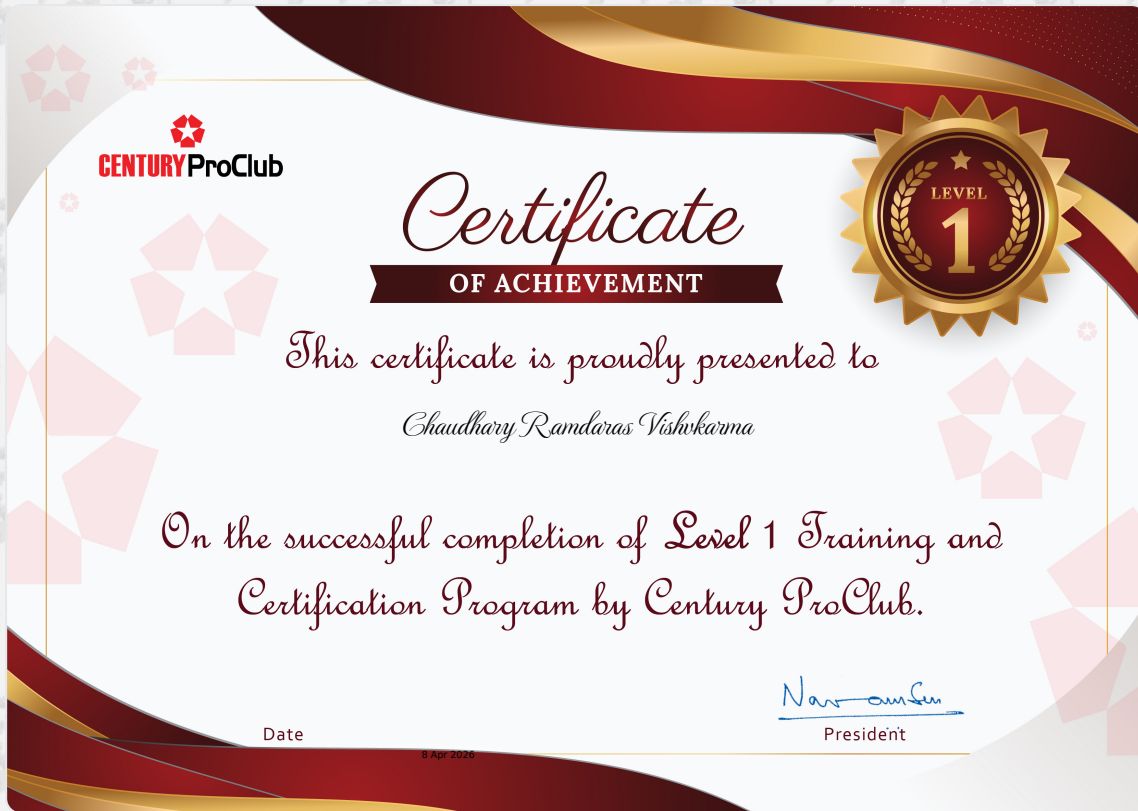 CENTURY ProClub
Certificate
OF ACHIEVEMENT
LEVEL
1
This certificate is proudly presented to
Chaudhary Ramdaras Vishvkarma
On the successful completion of Level 1 Training and
Certification Program by Century ProClub.
Date
President
8 Apr 2026